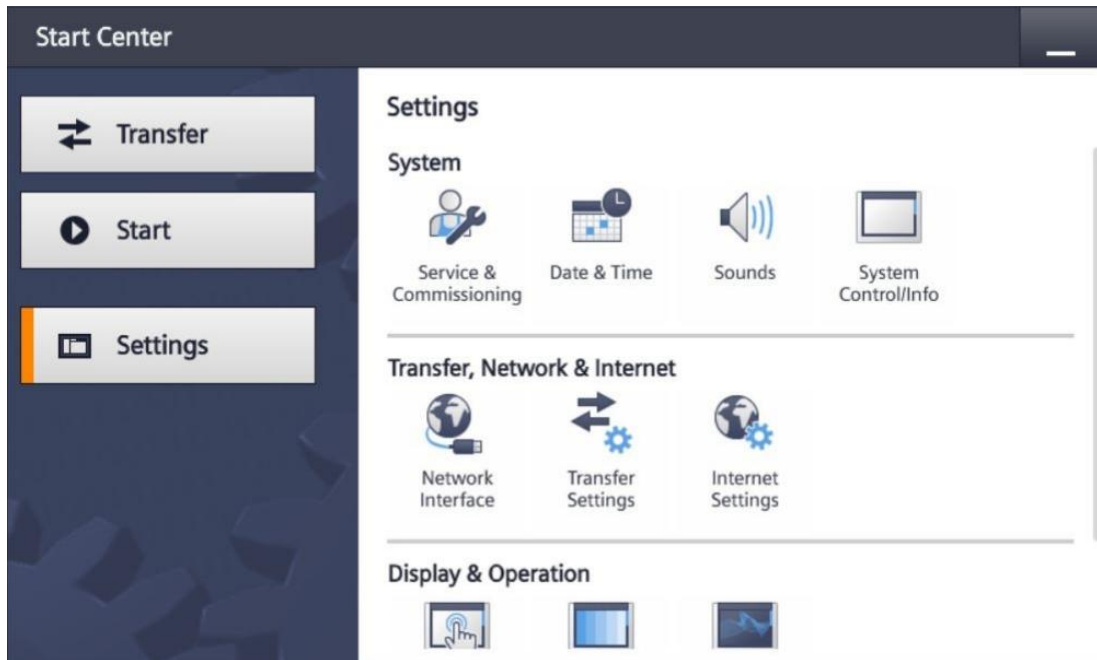 Start Center
Transfer
Start
Settings
Settings
System
Service &
Commissioning
Date & Time
Sounds
System
Control/Info
Transfer, Network & Internet
Network
Interface
Transfer
Settings
Internet
Settings
Display & Operation